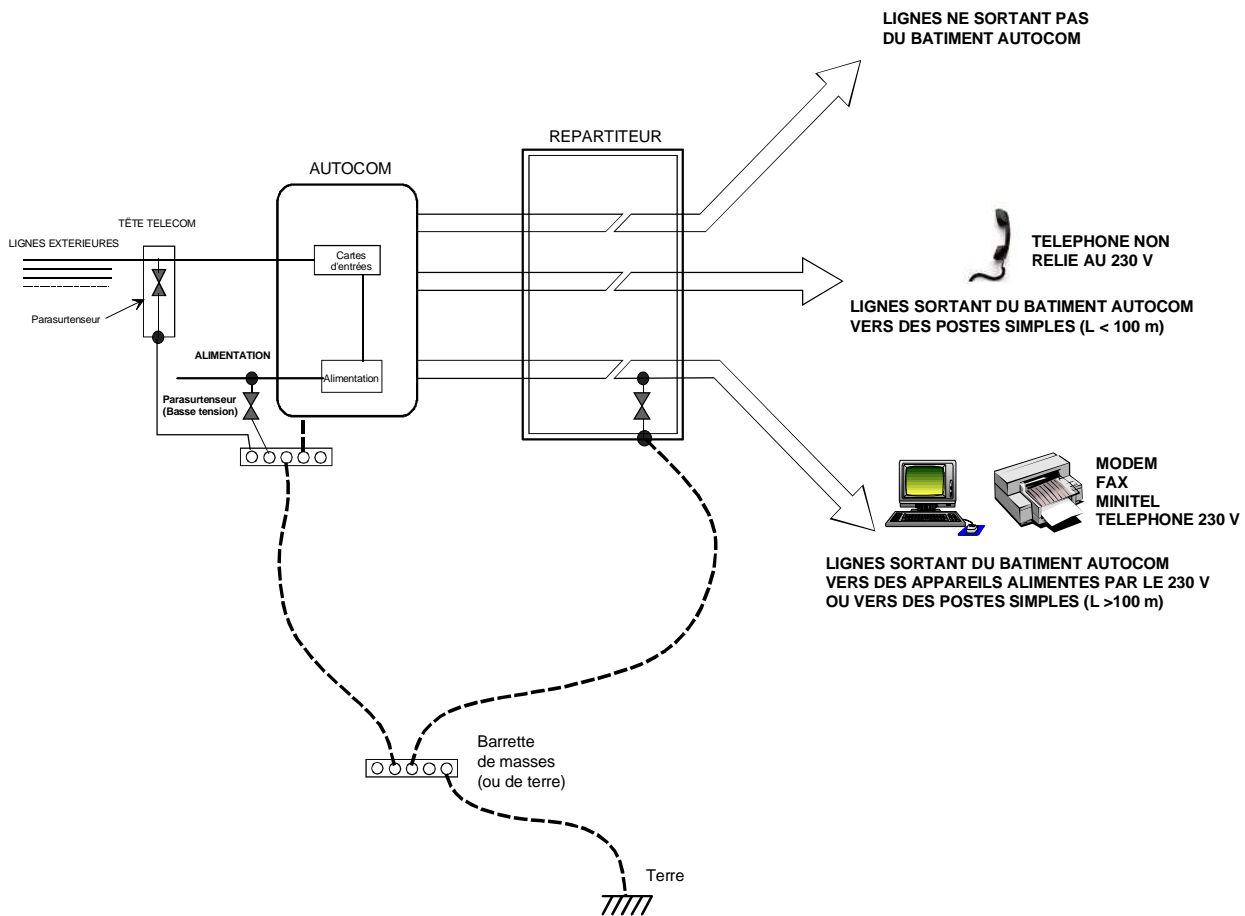 LIGNES NE SORTANT PAS
DU BATIMENT AUTOCOM
REPARTITEUR
AUTOCOM
TËTE TELECOM
LIGNES EXTERIEURES
Cartes
d'entrées
Parasurtenseur
TELEPHONE NON
RELIE AU 230 V
LIGNES SORTANT DU BATIMENT AUTOCOM
VERS DES POSTES SIMPLES (L < 100 m)
ALIMENTATION
Alimentation
Parasurtenseur
(Basse tension)
MODEM
FAX
MINITEL
TELEPHONE 230 V
LIGNES SORTANT DU BATIMENT AUTOCOM
VERS DES APPAREILS ALIMENTES PAR LE 230 V
OU VERS DES POSTES SIMPLES (L >100 m)
Barrette
de masses
(ou de terre)
Terre